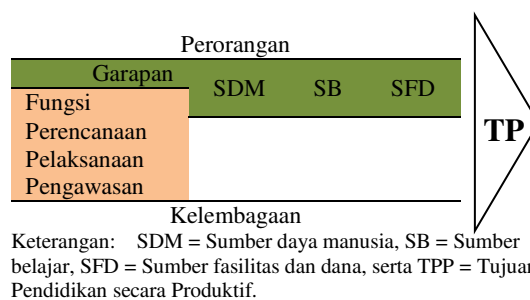 Perorangan
Garapan SDM SB SFD
Fungsi
Perencanaan
Pelaksanaan
Pengawasan
TP
Kelembagaan
Keterangan: SDM = Sumber daya manusia, SB = Sumber
belajar, SFD = Sumber fasilitas dan dana, serta TPP = Tujuan
Pendidikan secara Produktif.